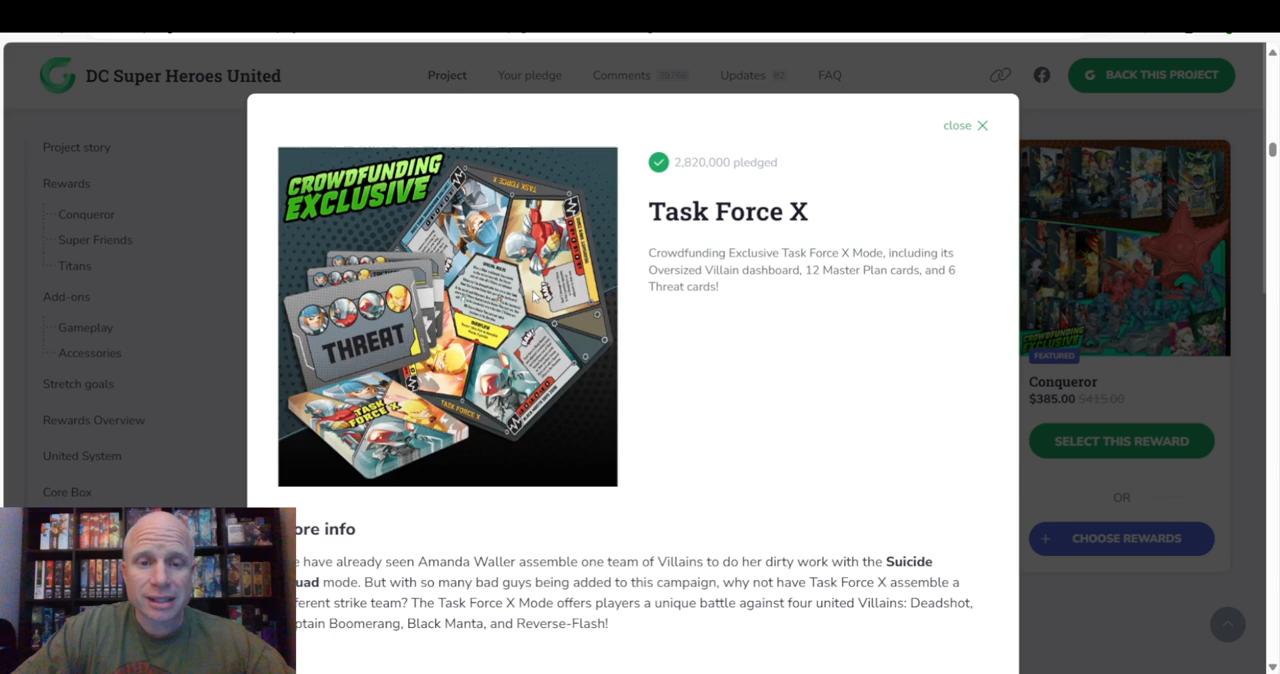 DC Super Heroes United
Project
Your pledge
Comments 39766
Updates 82
FAQ
BACK THIS PROJECT
Project story
Rewards
Conqueror
Super Friends
Titans
Add-ons
Gameplay
Accessories
Stretch goals
Rewards Overview
United System
Core Box
close
CROWDFUNDING
EXCLUSIVE
TASK FORCE X
THREAT
TASK
FORCE X
TASK FORCE X
2,820,000 pledged
Task Force X
Crowdfunding Exclusive Task Force X Mode, including its
Oversized Villain dashboard, 12 Master Plan cards, and 6
Threat cards!
ore info
e have already seen Amanda Waller assemble one team of Villains to do her dirty work with the Suicide
uad mode. But with so many bad guys being added to this campaign, why not have Task Force X assemble a
fferent strike team? The Task Force X Mode offers players a unique battle against four united Villains: Deadshot,
ptain Boomerang, Black Manta, and Reverse-Flash!
CROWDFUNDING
EXCLUSIVE
FEATURED
Conqueror
$385.00 $415.00
SELECT THIS REWARD
OR
+ CHOOSE REWARDS